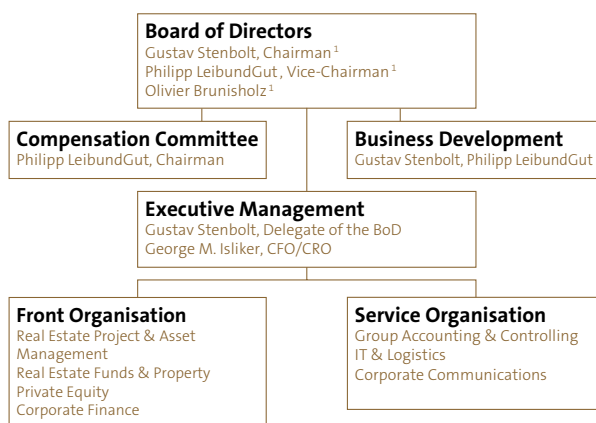 Board of Directors
Gustav Stenbolt, Chairman ¹
Philipp LeibundGut, Vice-Chairman ¹
Olivier Brunisholz ¹
Compensation Committee
Philipp LeibundGut, Chairman
Business Development
Gustav Stenbolt, Philipp LeibundGut
Executive Management
Gustav Stenbolt, Delegate of the BoD
George M. Isliker, CFO/CRO
Front Organisation
Real Estate Project & Asset
Management
Real Estate Funds & Property
Private Equity
Corporate Finance
Service Organisation
Group Accounting & Controlling
IT & Logistics
Corporate Communications